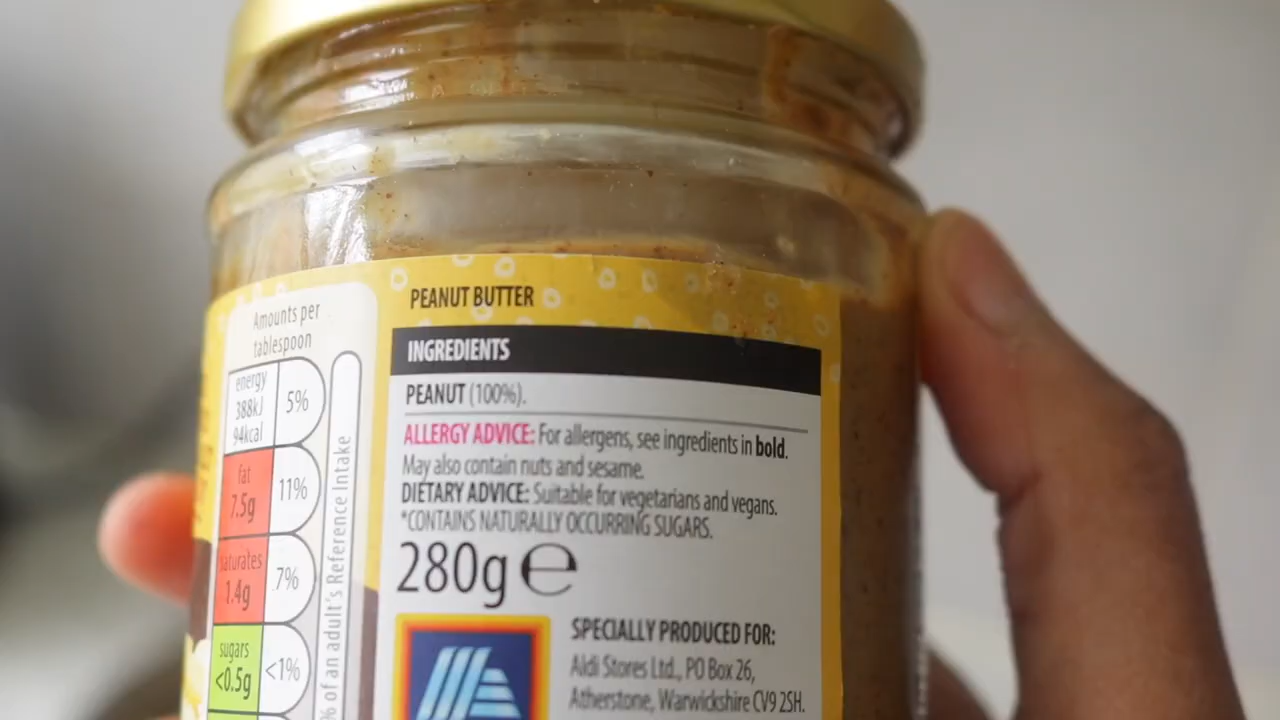 Amounts per
tablespoon
energy
388kJ
94kcal
5%
fat
7.5g
11%
saturates
1.4g
7%
sugars
<0.5g
<1%
% of an adult's Reference Intake
PEANUT BUTTER
INGREDIENTS
PEANUT (100%).
ALLERGY ADVICE: For allergens, see ingredients in bold.
May also contain nuts and sesame.
DIETARY ADVICE: Suitable for vegetarians and vegans.
*CONTAINS NATURALLY OCCURRING SUGARS.
280g ℮
SPECIALLY PRODUCED FOR:
Aldi Stores Ltd., PO Box 26,
Atherstone, Warwickshire CV9 2SH.